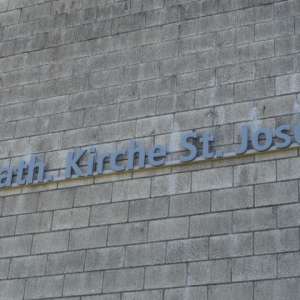 ath. Kirche St. Jos